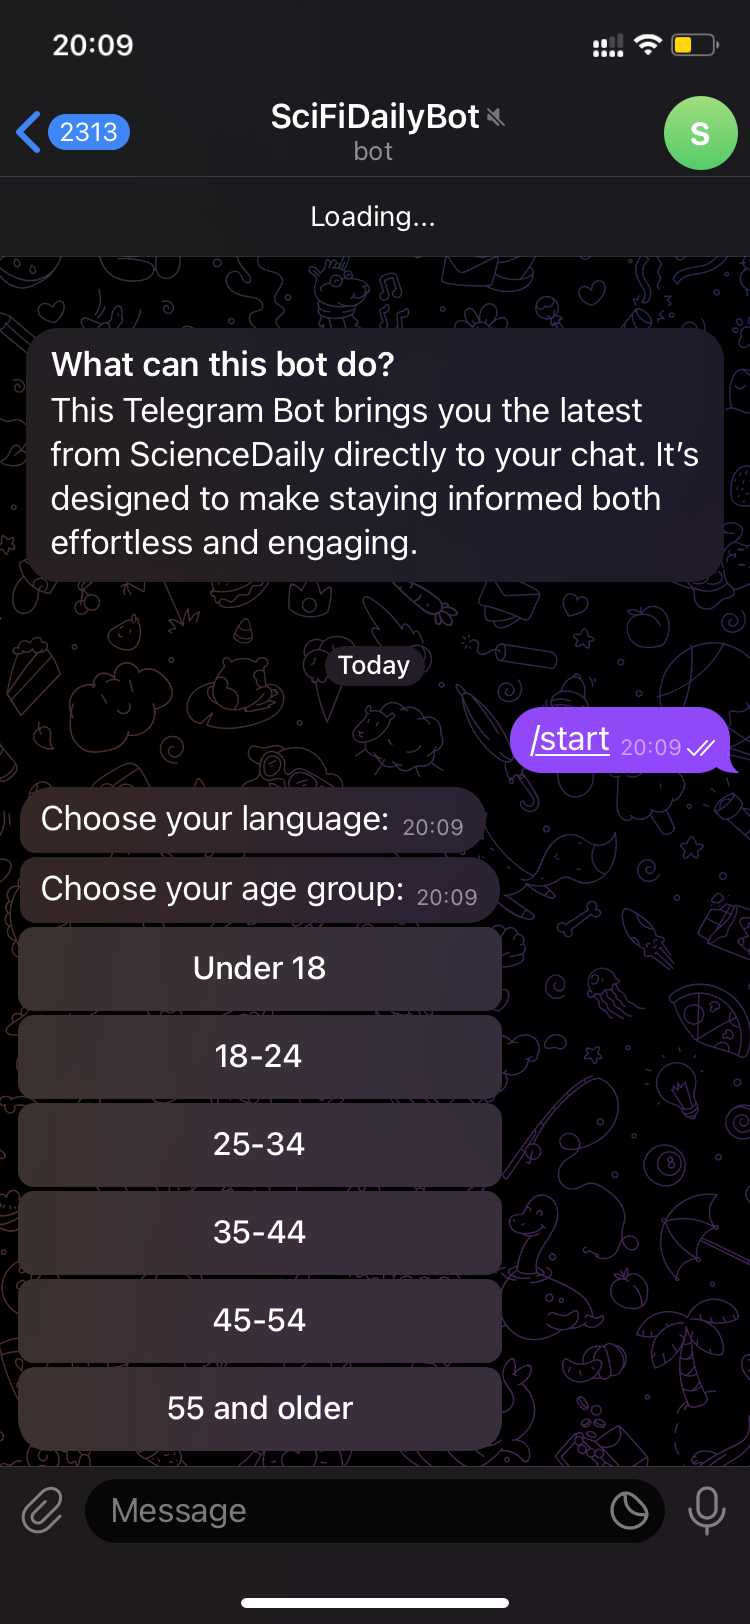 20:09
2313
SciFiDailyBot
bot
S
Loading...
What can this bot do?
This Telegram Bot brings you the latest
from ScienceDaily directly to your chat. It’s
designed to make staying informed both
effortless and engaging.
Today
/start 20:09
Choose your language: 20:09
Choose your age group: 20:09
Under 18
18-24
25-34
35-44
45-54
55 and older
Message